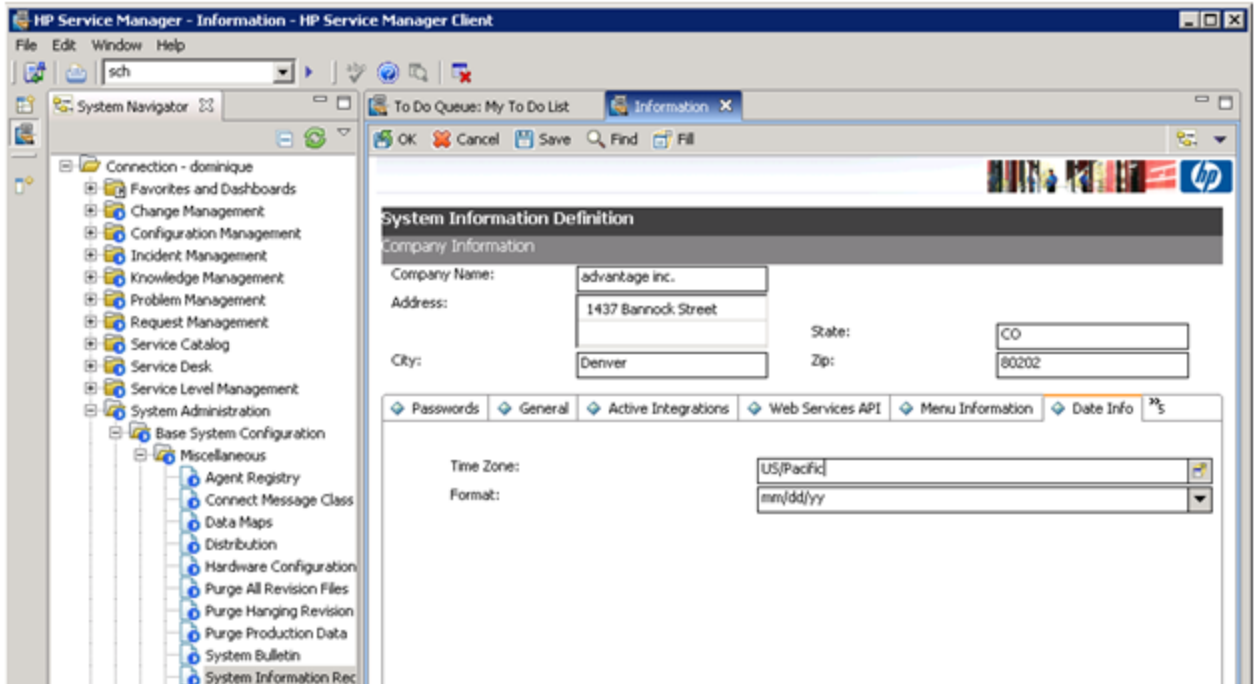 HP Service Manager - Information - HP Service Manager Client
File Edit Window Help
sch
System Navigator
To Do Queue: My To Do List
Information
OK Cancel Save Find Fill
Connection - dominique
Favorites and Dashboards
Change Management
Configuration Management
Incident Management
Knowledge Management
Problem Management
Request Management
Service Catalog
Service Desk
Service Level Management
System Administration
Base System Configuration
Miscellaneous
Agent Registry
Connect Message Class
Data Maps
Distribution
Hardware Configuration
Purge All Revision Files
Purge Hanging Revision
Purge Production Data
System Bulletin
System Information Rec
hp
System Information Definition
Company Information
Company Name: advantage inc.
Address: 1437 Bannock Street
State: CO
City: Denver Zip: 80202
Passwords General Active Integrations Web Services API Menu Information Date Info »5
Time Zone: US/Pacific
Format: mm/dd/yy